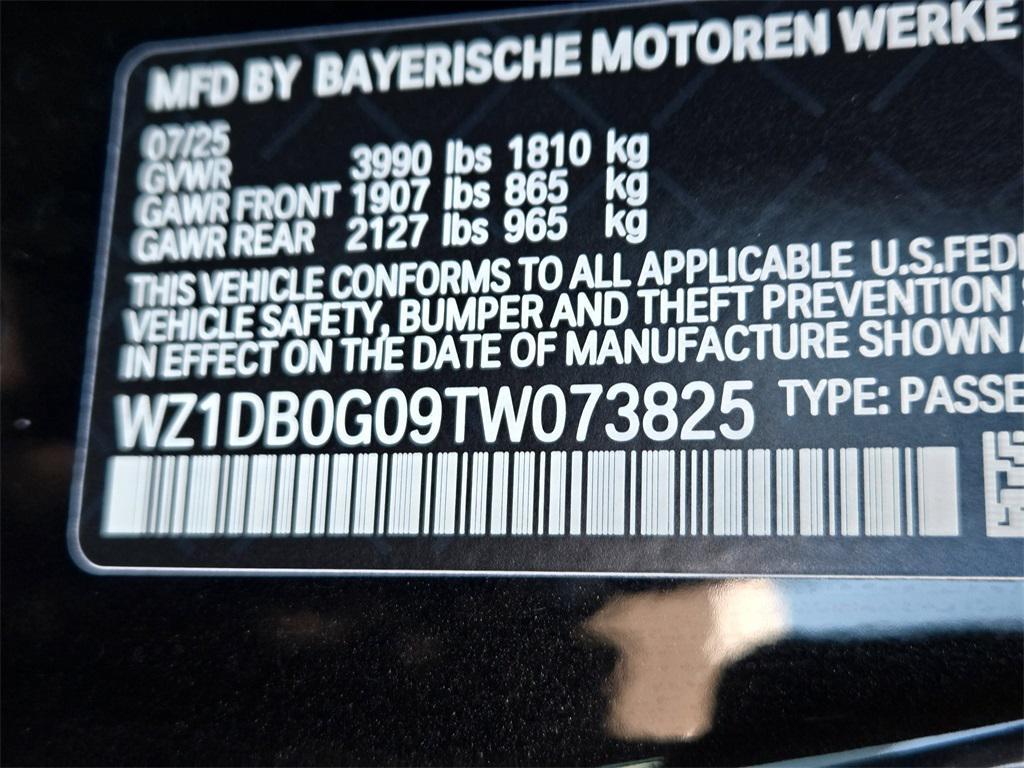 MFD BY BAYERISCHE MOTOREN WERKE
07/25
GVWR 3990 lbs 1810 kg
GAWR FRONT 1907 lbs 865 kg
GAWR REAR 2127 lbs 965 kg
THIS VEHICLE CONFORMS TO ALL APPLICABLE U.S.FED
VEHICLE SAFETY, BUMPER AND THEFT PREVENTION
IN EFFECT ON THE DATE OF MANUFACTURE SHOWN
WZ1DB0G09TW073825 TYPE: PASSE